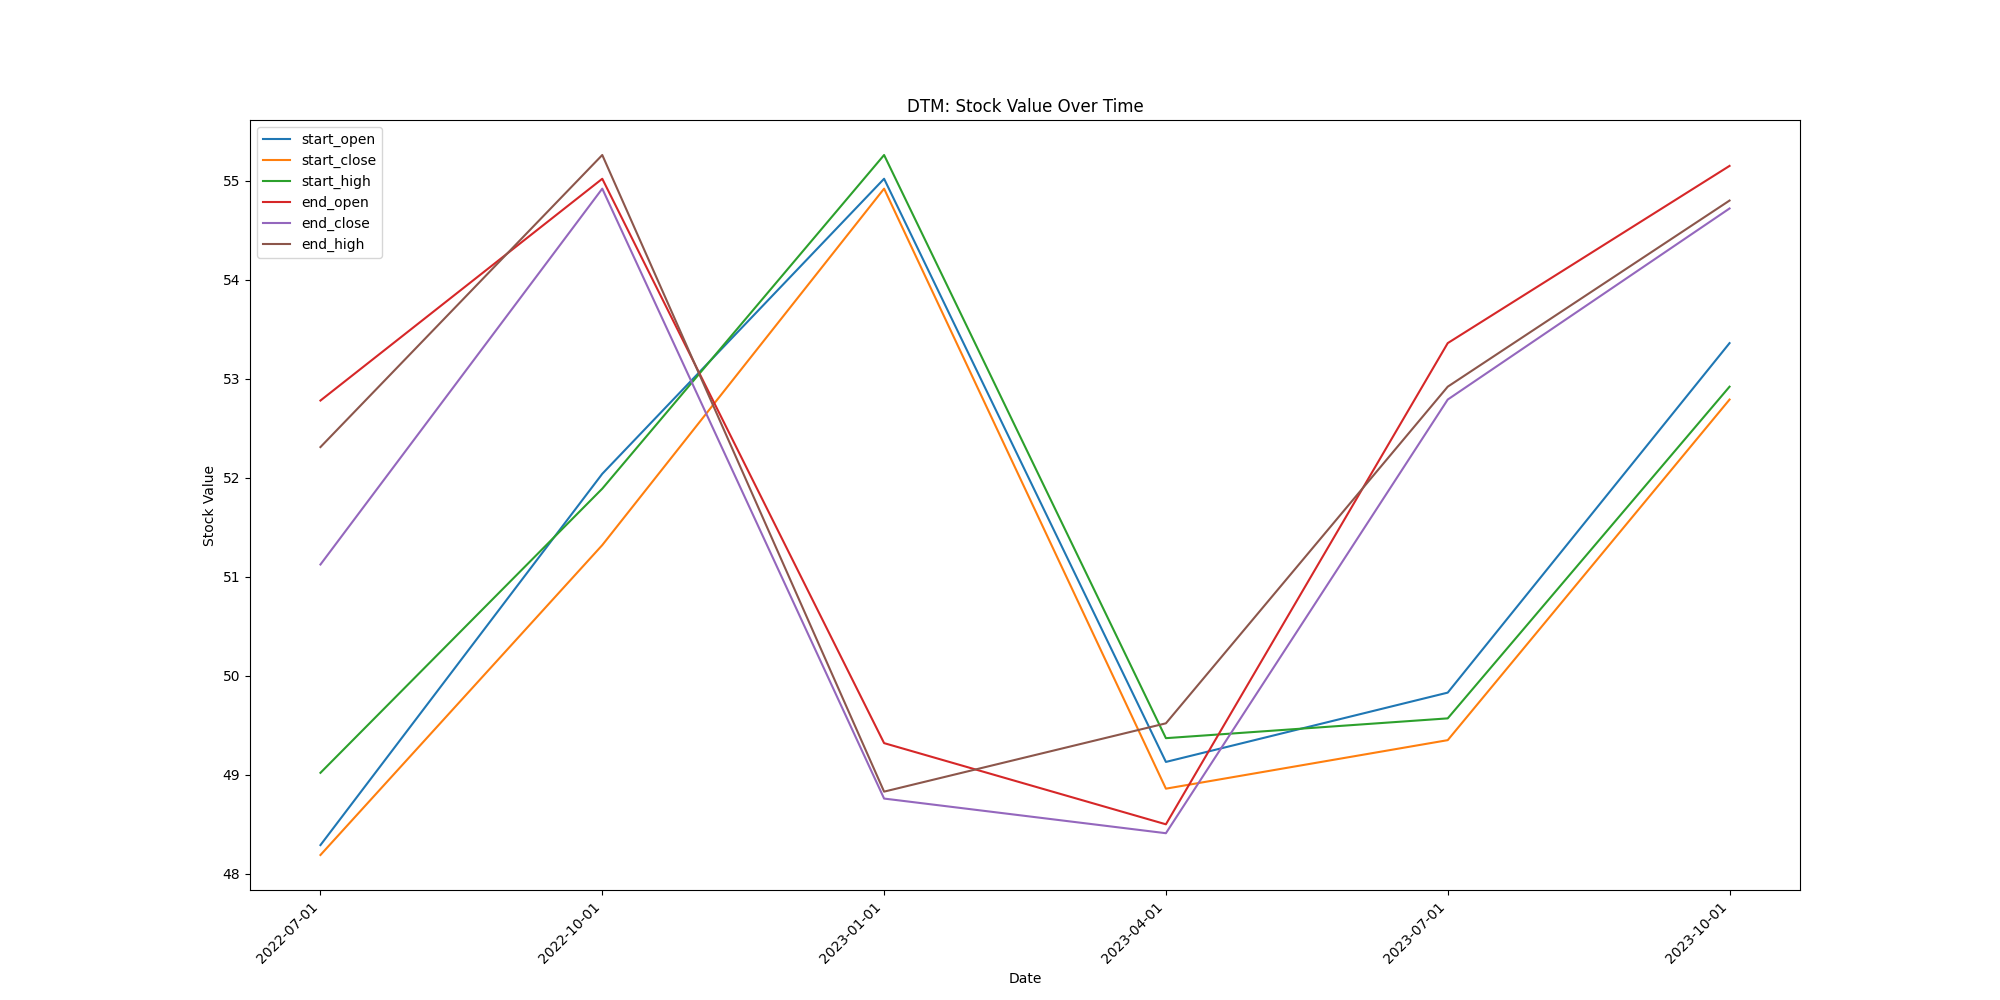 DTM: Stock Value Over Time
start_open
start_close
start_high
end_open
end_close
end_high
Stock Value
55
54
53
52
51
50
49
48
2022-07-01
2022-10-01
2023-01-01
2023-04-01
2023-07-01
2023-10-01
Date